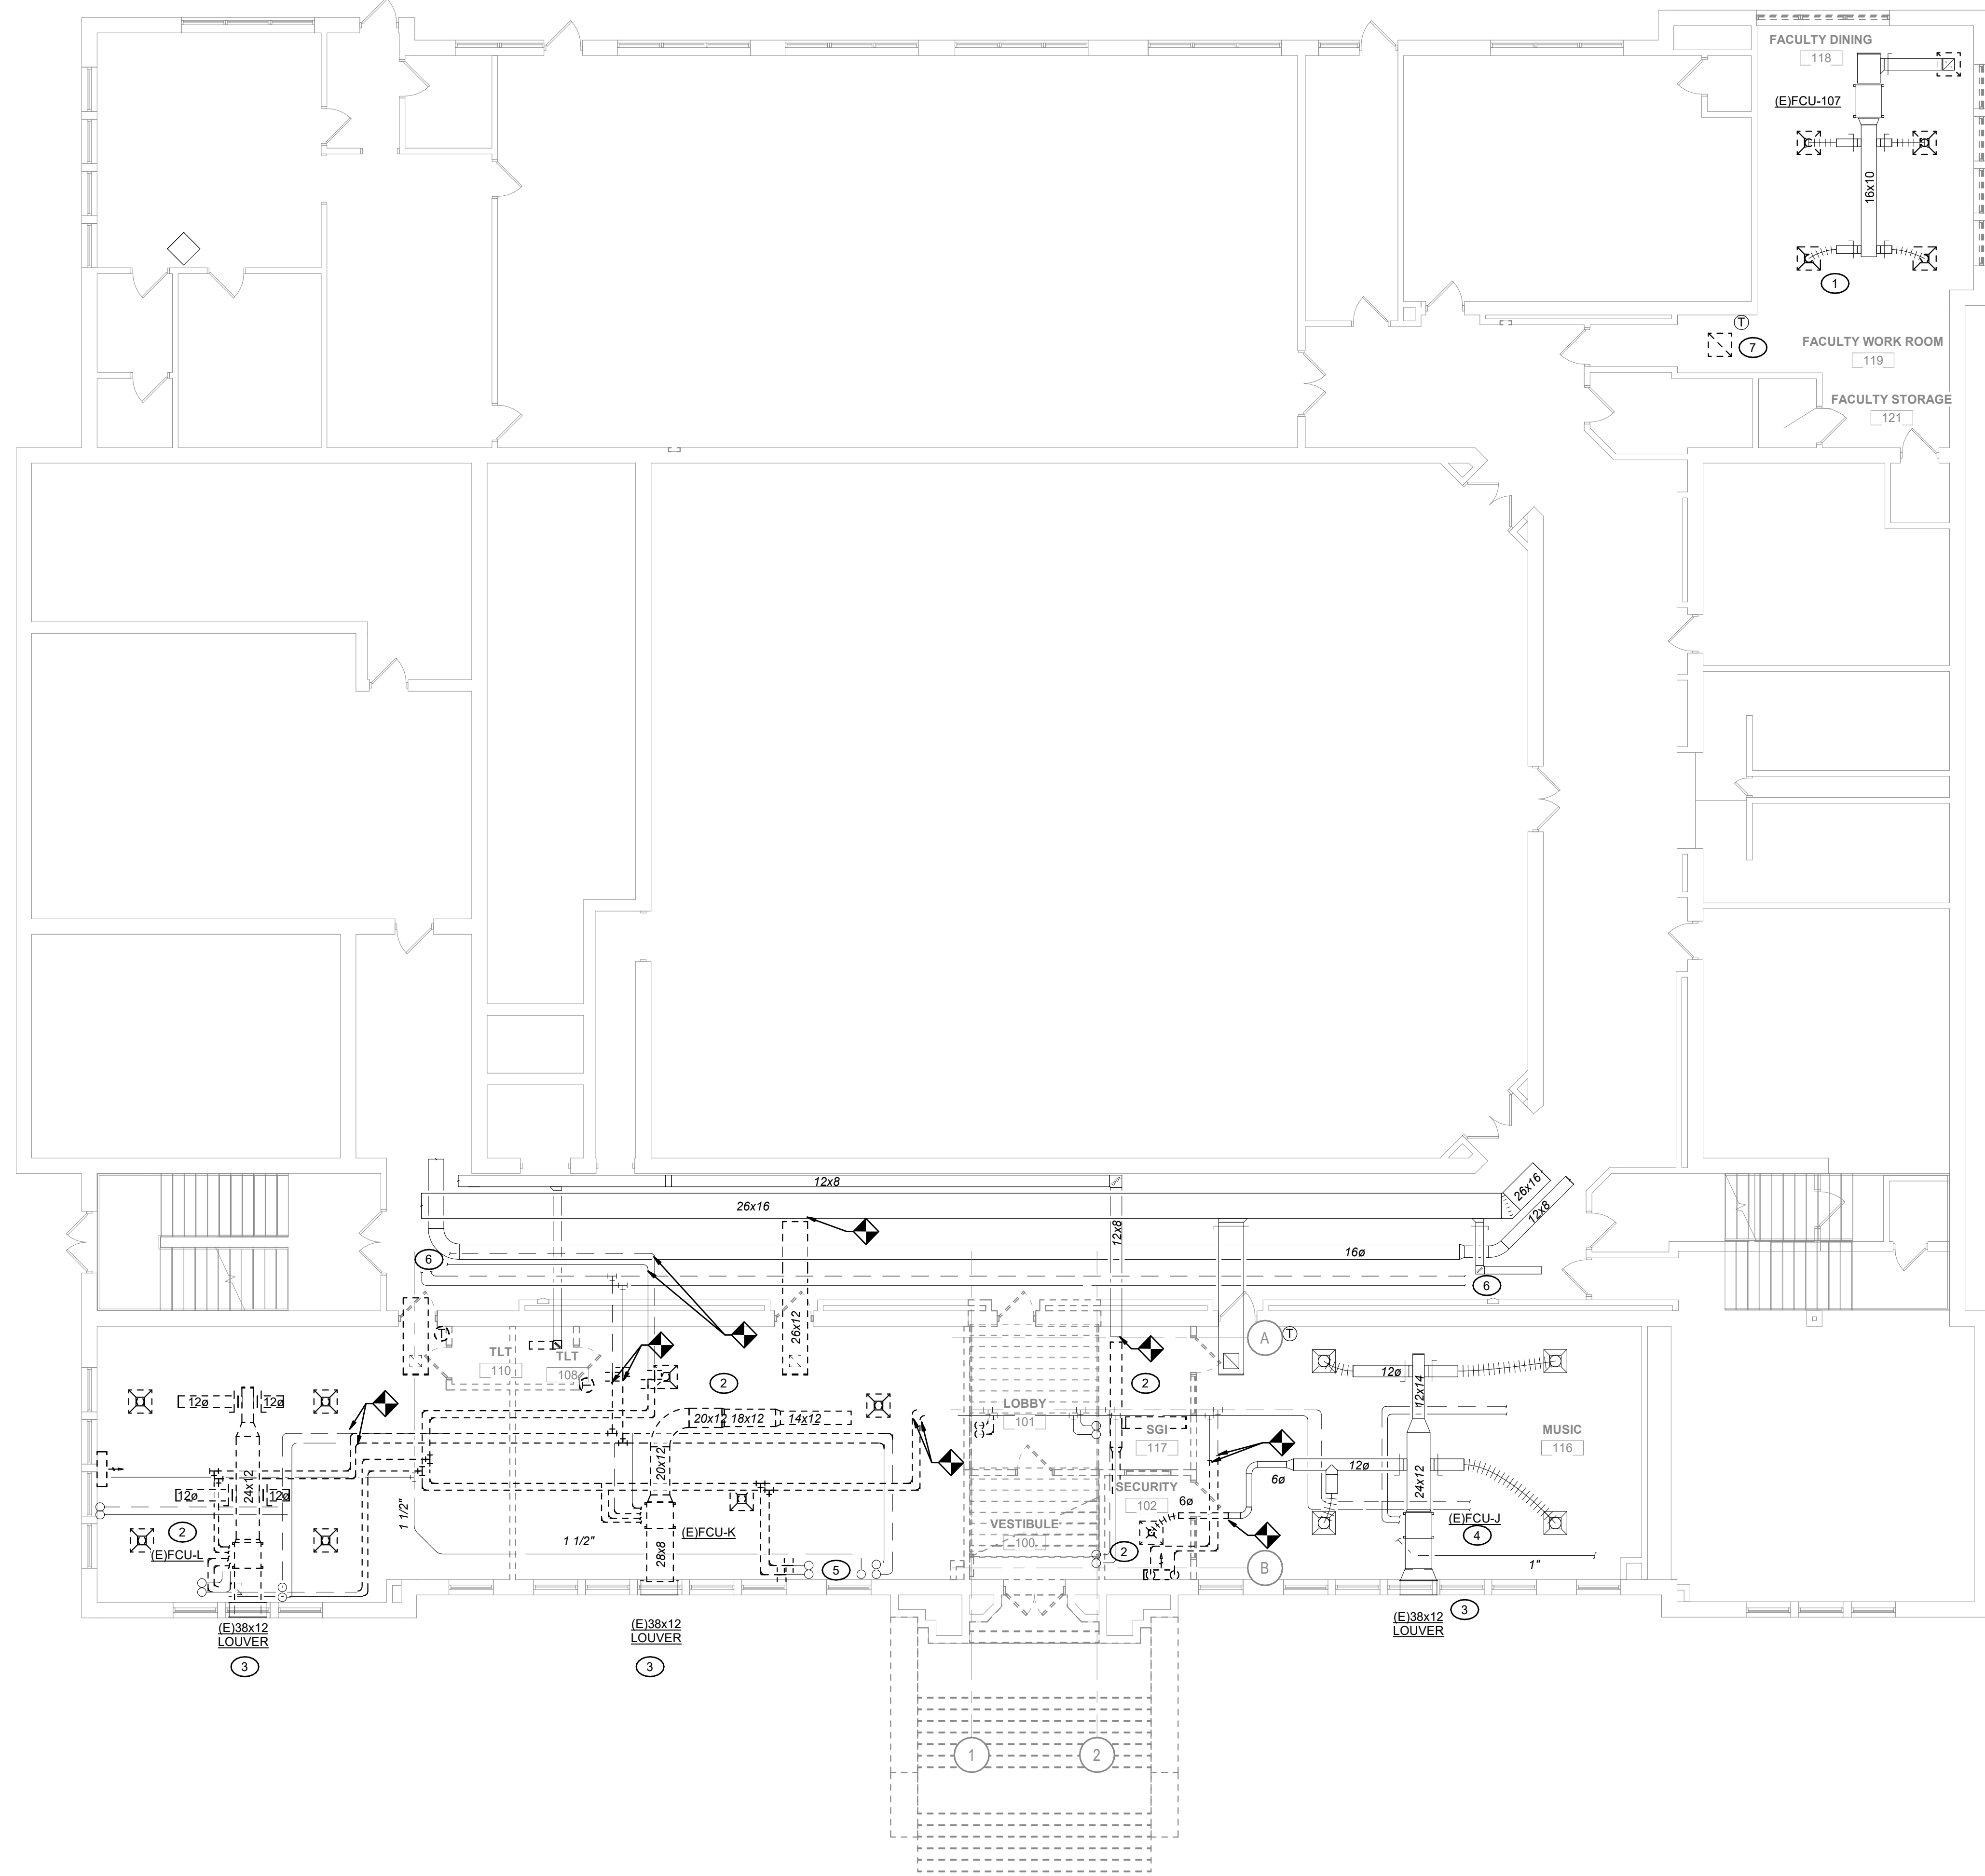 FACULTY DINING
118
(E)FCU-107
16x10
1
T
7
FACULTY WORK ROOM
119
FACULTY STORAGE
121
12x8
26x16
26x16
12x8
12x8
16ø
6
6
26x12
T
TLT
110
TLT
108
T
2
2
A
T
12ø
12ø
12ø
12x14
20x12
18x12
14x12
LOBBY
101
SGI
117
MUSIC
116
24x12
12ø
12ø
20x12
6ø
12ø
24x12
SECURITY
102
6ø
1 1/2"
2
(E)FCU-L
(E)FCU-K
VESTIBULE
100
(E)FCU-J
4
1 1/2"
28x8
5
2
B
1"
(E)38x12
LOUVER
3
(E)38x12
LOUVER
3
(E)38x12
LOUVER
3
1
2